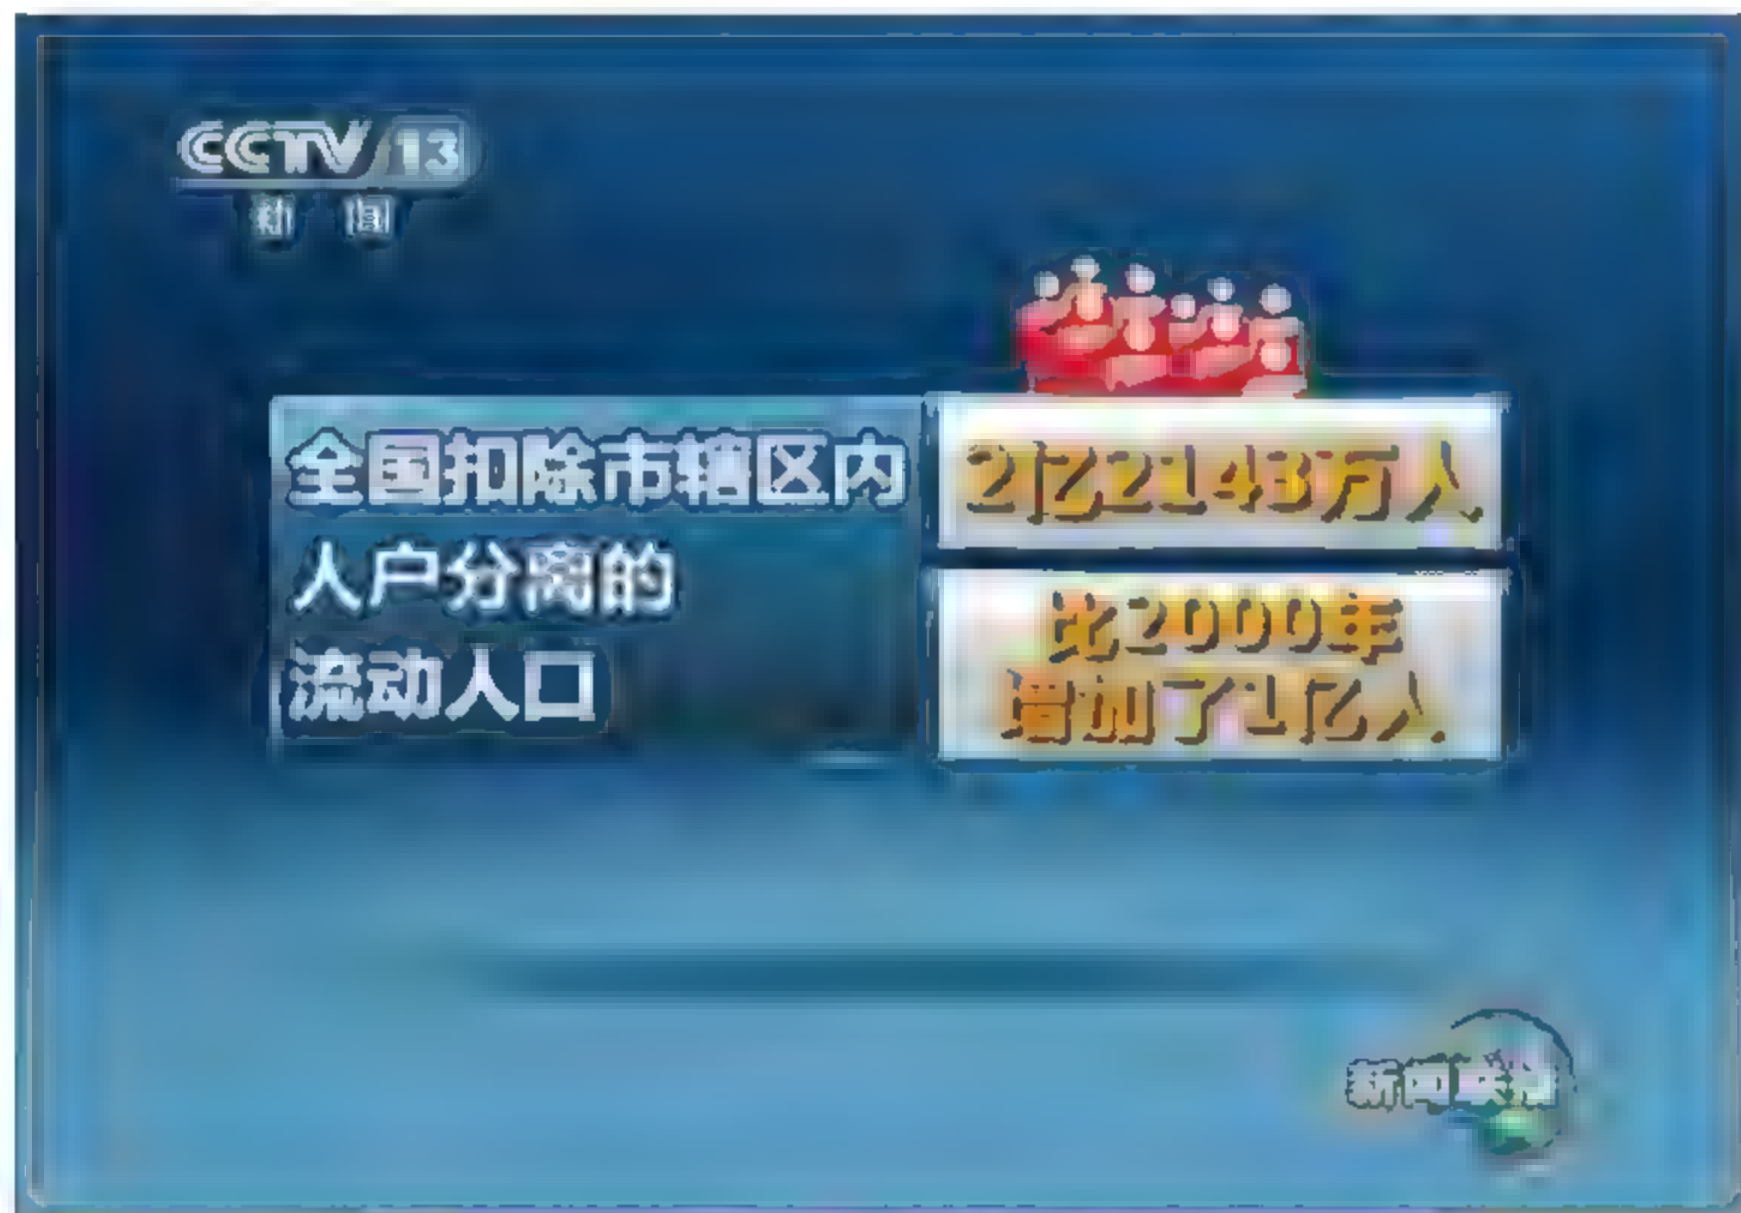 CCTV 13
新闻
全国扣除市辖区内
人户分离的
流动人口
2亿2143万人
比2000年
增加了1亿人
新闻联播